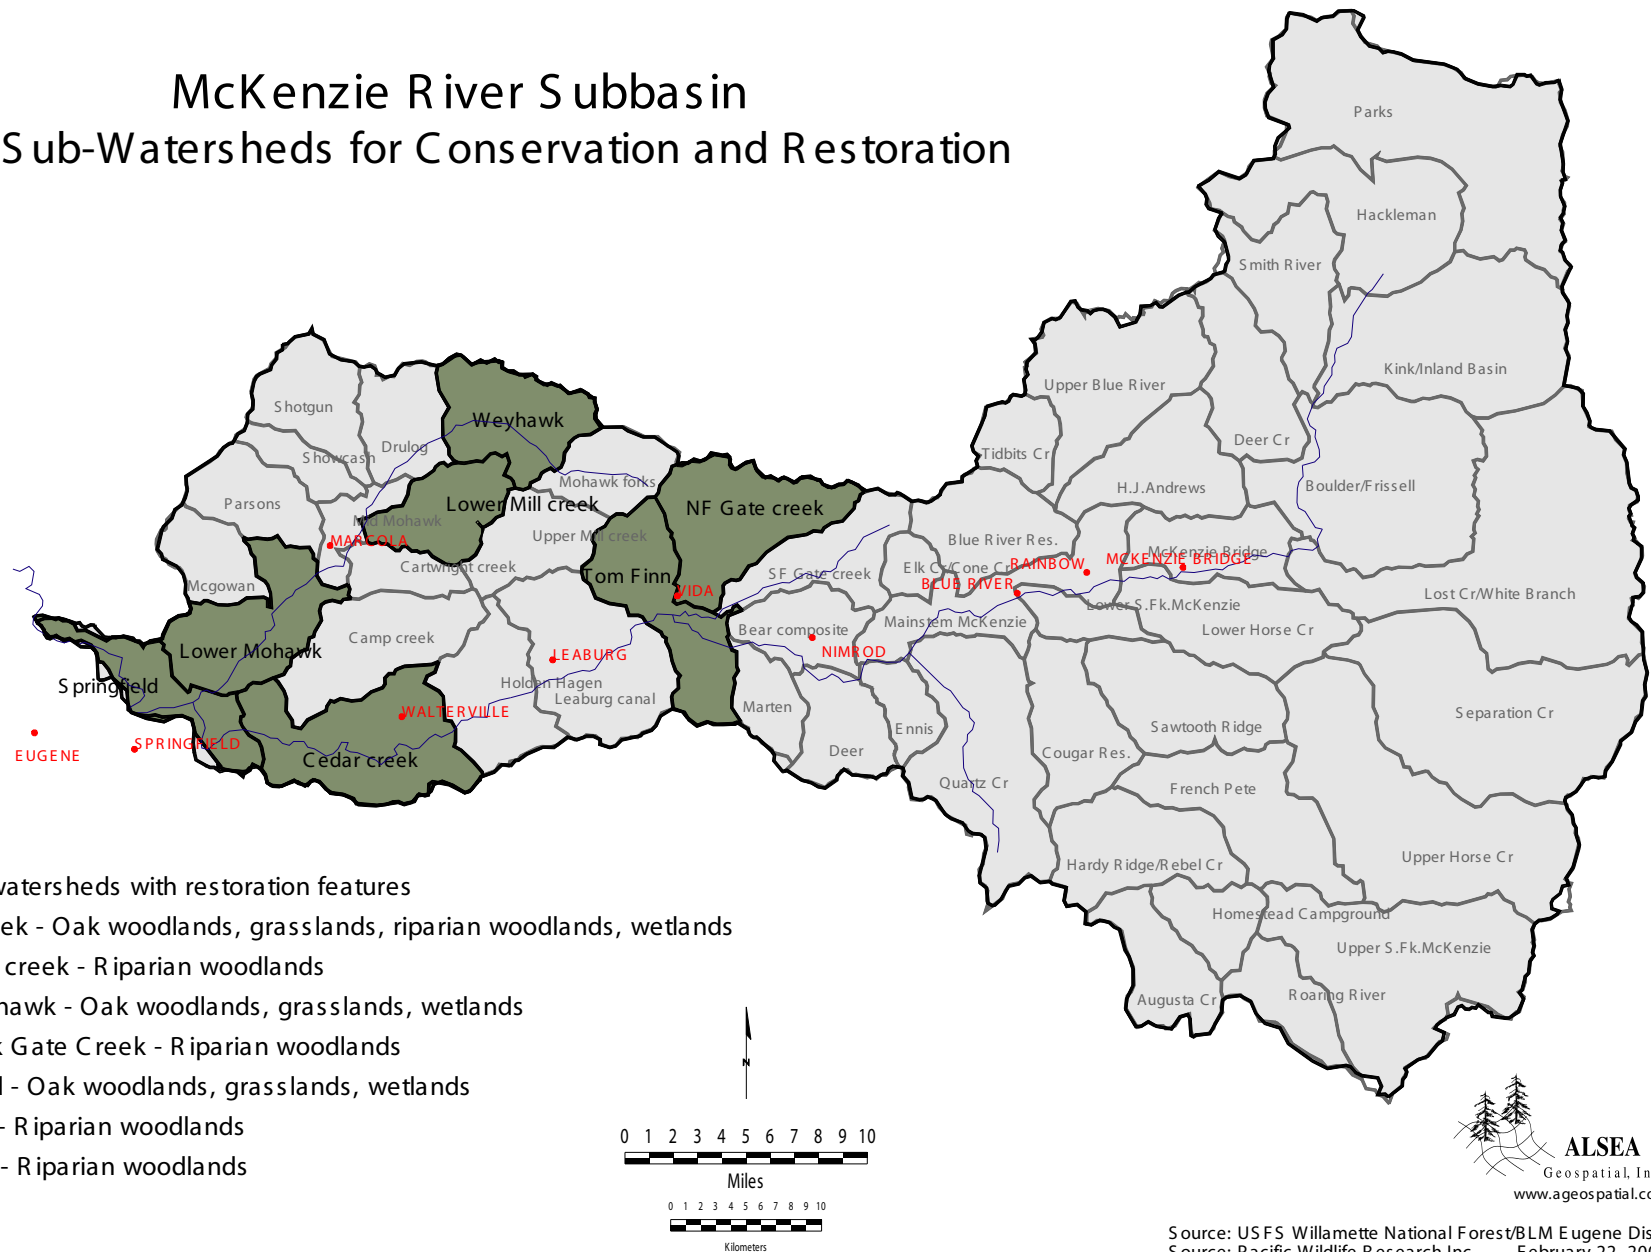 McKenzie River Subbasin
Sub-Watersheds for Conservation and Restoration
Parks
Hackleman
Smith River
Kink/Inland Basin
Upper Blue River
Shotgun
Weyhawk
Deer Cr
Drulog
Showcash
Tidbits Cr
Mohawk forks
H.J.Andrews
Boulder/Frissell
Parsons
Lower Mill creek
NF Gate creek
Mid Mohawk
Upper Mill creek
MARCOLA
Blue River Res.
McKenzie Bridge
MCKENZIE BRIDGE
Cartwright creek
Tom Finn
SF Gate creek
Elk Cr/Cone Cr
RAINBOW
BLUE RIVER
Mcgowan
VIDA
Lost Cr/White Branch
Lower S.Fk.McKenzie
Camp creek
Bear composite
Mainstem McKenzie
Lower Horse Cr
Lower Mohawk
LEABURG
NIMROD
Springfield
Holden Hagen
Leaburg canal
WALTERVILLE
Marten
Separation Cr
EUGENE
SPRINGFIELD
Cedar creek
Deer
Ennis
Cougar Res.
Sawtooth Ridge
Quartz Cr
French Pete
Hardy Ridge/Rebel Cr
Upper Horse Cr
Homestead Campground
Upper S.Fk.McKenzie
Augusta Cr
Roaring River
watersheds with restoration features
ek - Oak woodlands, grasslands, riparian woodlands, wetlands
creek - Riparian woodlands
hawk - Oak woodlands, grasslands, wetlands
k Gate Creek - Riparian woodlands
d - Oak woodlands, grasslands, wetlands
- Riparian woodlands
- Riparian woodlands
N
0 1 2 3 4 5 6 7 8 9 10
Miles
0 1 2 3 4 5 6 7 8 9 10
Kilometers
ALSEA
Geospatial, In
www.ageospatial.co
Source: USFS Willamette National Forest/BLM Eugene Dis
Source: Pacific Wildlife Research Inc. February 22, 200